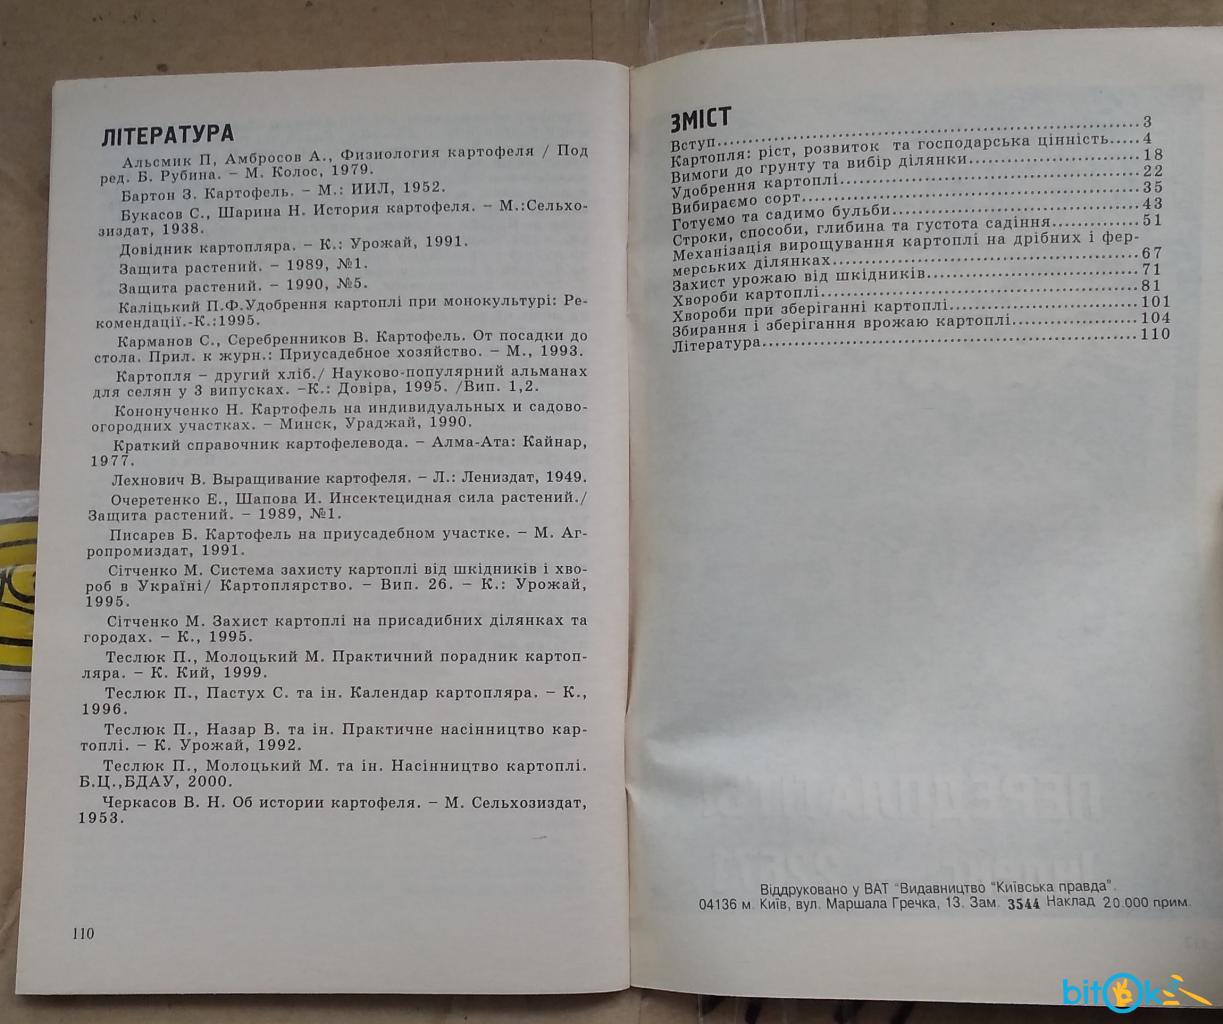 ЛІТЕРАТУРА
Альсмик П, Амбросов А., Физиология картофеля / Под
ред. Б. Рубина. – М. Колос, 1979.
Бартон З. Картофель. – М.: ИИЛ, 1952.
Букасов С., Шарина Н. История картофеля. – М.:Сельхо-
зиздат, 1938.
Довідник картопляра. – К.: Урожай, 1991.
Защита растений. – 1989, №1.
Защита растений. – 1990, №5.
Каліцький П.Ф.Удобрення картоплі при монокультурі: Ре-
комендації.-К.:1995.
Карманов С., Серебренников В. Картофель. От посадки до
стола. Прил. к журн.: Приусадебное хозяйство. – М., 1993.
Картопля – другий хліб./ Науково-популярний альманах
для селян у 3 випусках. –К.: Довіра, 1995. /Вип. 1,2.
Кононученко Н. Картофель на индивидуальных и садово-
огородних участках. – Минск, Ураджай, 1990.
Краткий справочник картофелевода. – Алма-Ата: Кайнар,
1977.
Лехнович В. Выращивание картофеля. – Л.: Лениздат, 1949.
Очеретенко Е., Шапова И. Инсектецидная сила растений./
Защита растений. – 1989, №1.
Писарев Б. Картофель на приусадебном участке. – М. Аг-
ропромиздат, 1991.
Сітченко М. Система захисту картоплі від шкідників і хво-
роб в Україні/ Картоплярство. – Вип. 26. – К.: Урожай,
1995.
Сітченко М. Захист картоплі на присадибних ділянках та
городах. – К., 1995.
Теслюк П., Молоцький М. Практичний порадник картоп-
ляра. – К. Кий, 1999.
Теслюк П., Пастух С. та ін. Календар картопляра. – К.,
1996.
Теслюк П., Назар В. та ін. Практичне насінництво кар-
топлі. – К. Урожай, 1992.
Теслюк П., Молоцький М. та ін. Насінництво картоплі.
Б.Ц.,БДАУ, 2000.
Черкасов В. Н. Об истории картофеля. – М. Сельхозиздат,
1953.
110
ЗМІСТ
Вступ.......................................................... 3
Картопля: ріст, розвиток та господарська цінність..... 4
Вимоги до грунту та вибір ділянки........................ 18
Удобрення картоплі.......................................... 22
Вибираємо сорт............................................... 35
Готуємо та садимо бульби................................... 43
Строки, способи, глибина та густота садіння............. 51
Механізація вирощування картоплі на дрібних і фер-
мерських ділянках........................................... 67
Захист урожаю від шкідників............................... 71
Хвороби картоплі............................................. 81
Хвороби при зберіганні картоплі.......................... 101
Збирання і зберігання врожаю картоплі.................. 104
Література..................................................... 110
Віддруковано у ВАТ "Видавництво "Київська правда".
04136 м. Київ, вул. Маршала Гречка, 13. Зам. 3544 Наклад 20.000 прим.
bitOk